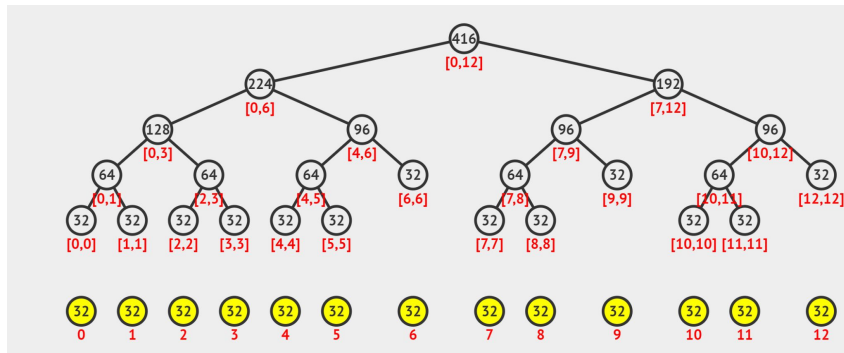 416
[0,12]
224 192
[0,6] [7,12]
128 96 96 96
[0,3] [4,6] [7,9] [10,12]
64 64 64 32 64 32 64 32
[0,1] [2,3] [4,5] [6,6] [7,8] [9,9] [10,11] [12,12]
32 32 32 32 32 32 32 32 32 32
[0,0] [1,1] [2,2] [3,3] [4,4] [5,5] [7,7] [8,8] [10,10] [11,11]
32 32 32 32 32 32 32 32 32 32 32 32 32
0 1 2 3 4 5 6 7 8 9 10 11 12